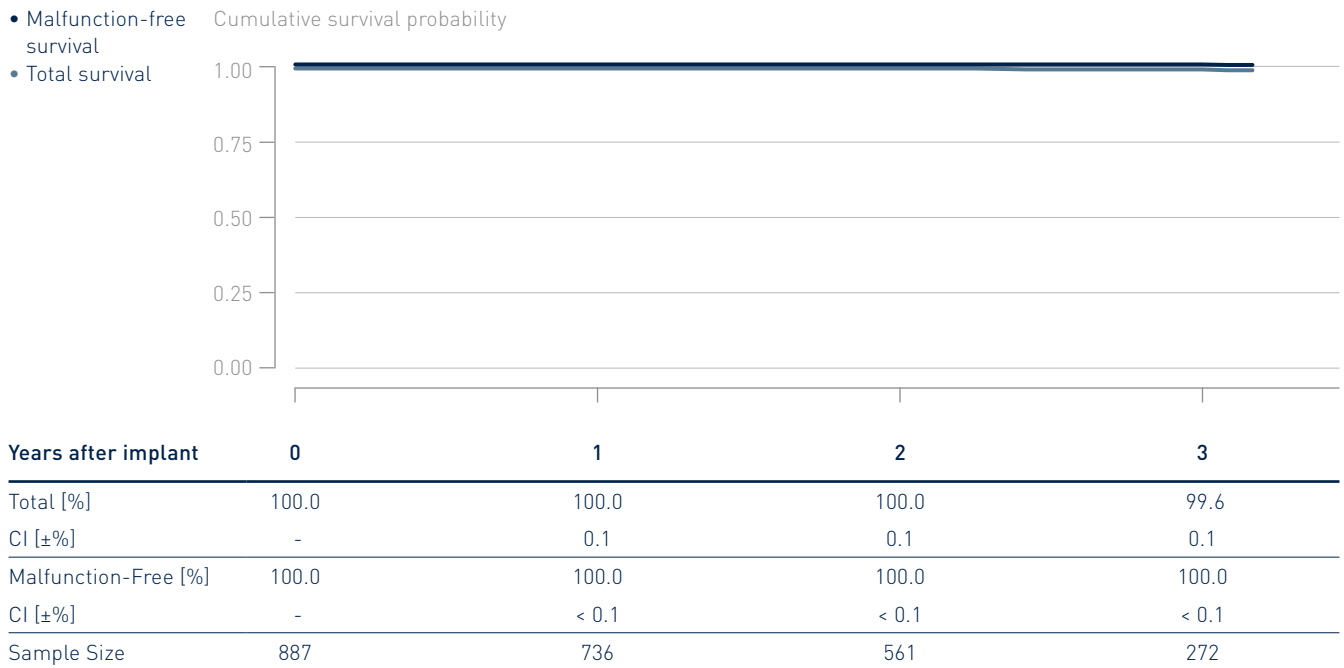 • Malfunction-free survival
• Total survival
Cumulative survival probability
1.00
0.75
0.50
0.25
0.00
Years after implant 0 1 2 3
Total [%] 100.0 100.0 100.0 99.6
CI [±%] - 0.1 0.1 0.1
Malfunction-Free [%] 100.0 100.0 100.0 100.0
CI [±%] - < 0.1 < 0.1 < 0.1
Sample Size 887 736 561 272